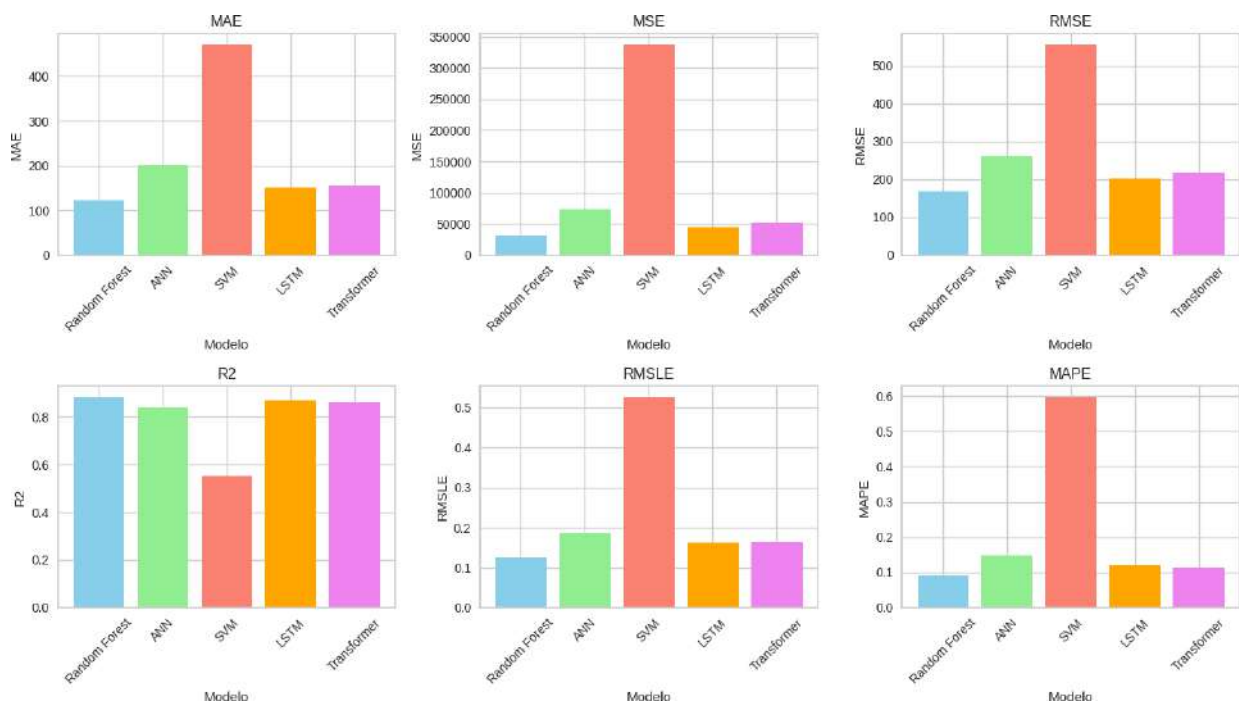 MAE
MAE
400
300
200
100
0
Random Forest
ANN
SVM
LSTM
Transformer
Modelo
MSE
MSE
350000
300000
250000
200000
150000
100000
50000
0
Random Forest
ANN
SVM
LSTM
Transformer
Modelo
RMSE
RMSE
500
400
300
200
100
0
Random Forest
ANN
SVM
LSTM
Transformer
Modelo
R2
R2
0.8
0.6
0.4
0.2
0.0
Random Forest
ANN
SVM
LSTM
Transformer
Modelo
RMSLE
RMSLE
0.5
0.4
0.3
0.2
0.1
0.0
Random Forest
ANN
SVM
LSTM
Transformer
Modelo
MAPE
MAPE
0.6
0.5
0.4
0.3
0.2
0.1
0.0
Random Forest
ANN
SVM
LSTM
Transformer
Modelo